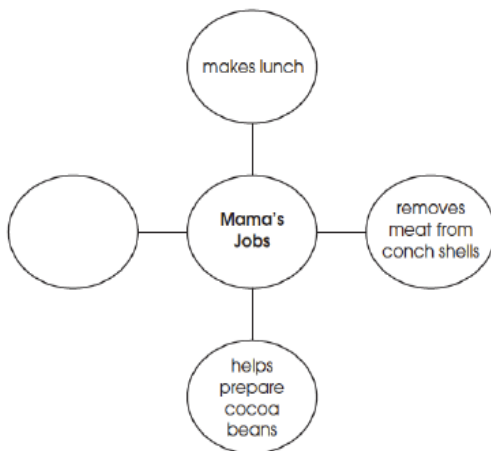 makes lunch
Mama's
Jobs
removes
meat from
conch shells
helps
prepare
cocoa
beans